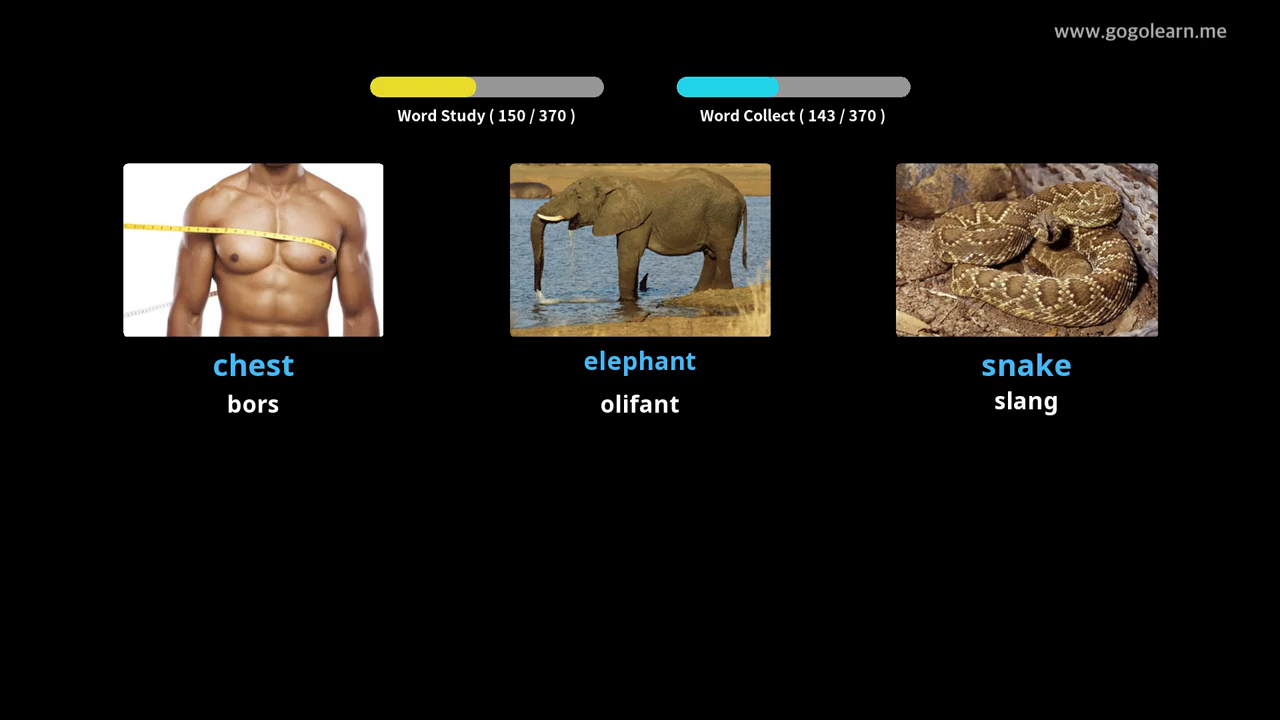 www.gogolearn.me
Word Study ( 150 / 370 )
Word Collect ( 143 / 370 )
chest
elephant
snake
bors
olifant
slang